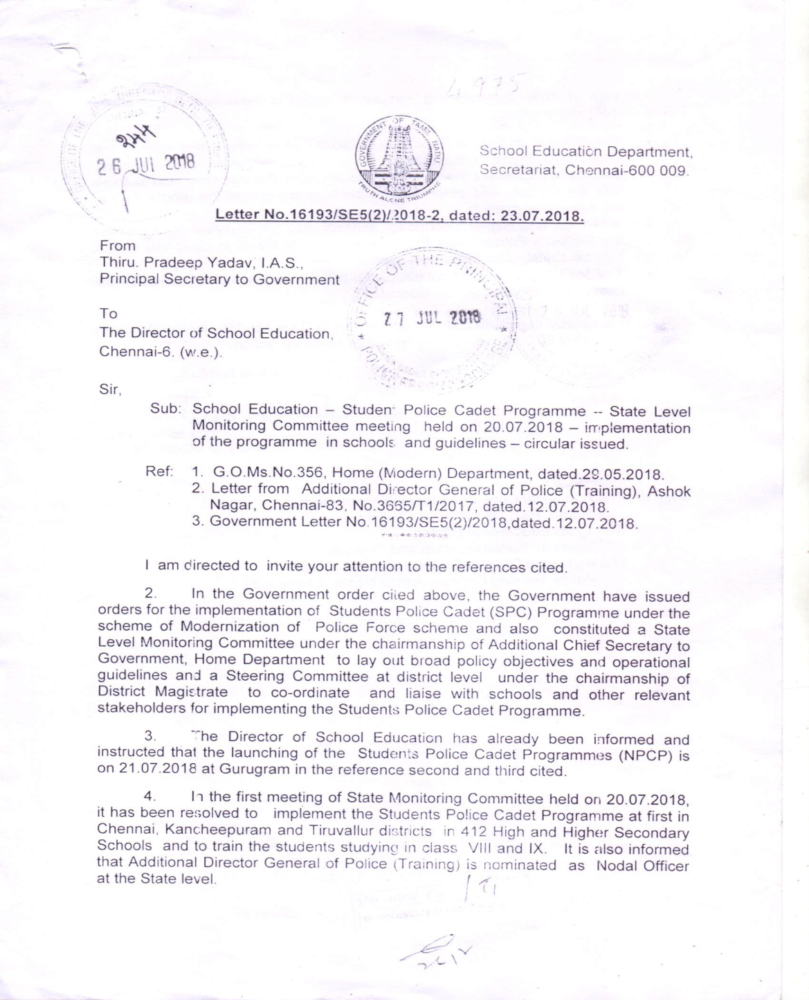 4975
244
26 JUL 2018
GOVERNMENT OF TAMIL NADU
TRUTH ALONE TRIUMPHS
School Education Department,
Secretariat, Chennai-600 009.
Letter No.16193/SE5(2)/2018-2, dated: 23.07.2018.
From
Thiru. Pradeep Yadav, I.A.S.,
Principal Secretary to Government
OFFICE OF THE PRINCIPAL
27 JUL 2018
To
The Director of School Education,
Chennai-6. (w.e.).
Sir,
Sub: School Education – Student Police Cadet Programme -- State Level
Monitoring Committee meeting held on 20.07.2018 – implementation
of the programme in schools and guidelines – circular issued.
Ref: 1. G.O.Ms.No.356, Home (Modern) Department, dated.29.05.2018.
2. Letter from Additional Director General of Police (Training), Ashok
Nagar, Chennai-83, No.3665/T1/2017, dated.12.07.2018.
3. Government Letter No.16193/SE5(2)/2018,dated.12.07.2018.
I am directed to invite your attention to the references cited.
2. In the Government order cited above, the Government have issued
orders for the implementation of Students Police Cadet (SPC) Programme under the
scheme of Modernization of Police Force scheme and also constituted a State
Level Monitoring Committee under the chairmanship of Additional Chief Secretary to
Government, Home Department to lay out broad policy objectives and operational
guidelines and a Steering Committee at district level under the chairmanship of
District Magistrate to co-ordinate and liaise with schools and other relevant
stakeholders for implementing the Students Police Cadet Programme.
3. The Director of School Education has already been informed and
instructed that the launching of the Students Police Cadet Programmes (NPCP) is
on 21.07.2018 at Gurugram in the reference second and third cited.
4. In the first meeting of State Monitoring Committee held on 20.07.2018,
it has been resolved to implement the Students Police Cadet Programme at first in
Chennai, Kancheepuram and Tiruvallur districts in 412 High and Higher Secondary
Schools and to train the students studying in class VIII and IX. It is also informed
that Additional Director General of Police (Training) is nominated as Nodal Officer
at the State level.